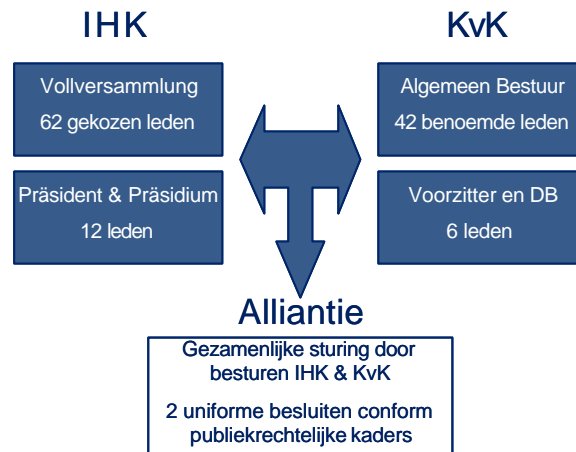 IHK
Vollversammlung
62 gekozen leden
Präsident & Präsidium
12 leden
KvK
Algemeen Bestuur
42 benoemde leden
Voorzitter en DB
6 leden
Alliantie
Gezamenlijke sturing door
besturen IHK & KvK
2 uniforme besluiten conform
publiekrechtelijke kaders